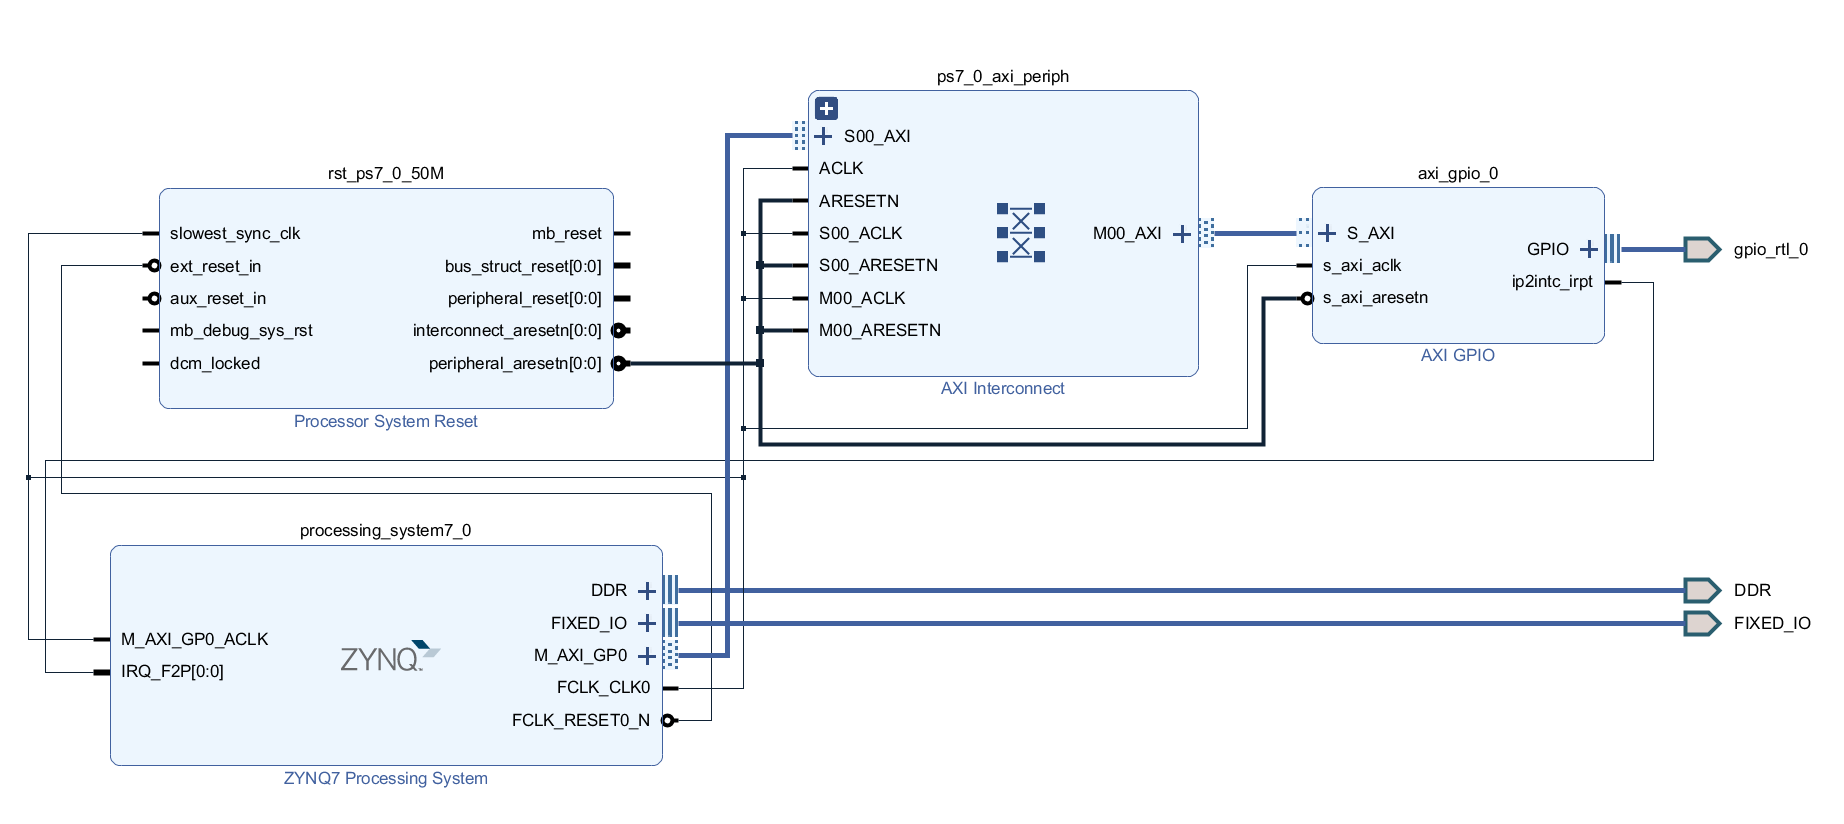 ps7_0_axi_periph
S00_AXI
ACLK
ARESETN
S00_ACLK
S00_ARESETN
M00_ACLK
M00_ARESETN
M00_AXI
AXI Interconnect
rst_ps7_0_50M
slowest_sync_clk
ext_reset_in
aux_reset_in
mb_debug_sys_rst
dcm_locked
mb_reset
bus_struct_reset[0:0]
peripheral_reset[0:0]
interconnect_aresetn[0:0]
peripheral_aresetn[0:0]
Processor System Reset
axi_gpio_0
S_AXI
s_axi_aclk
s_axi_aresetn
GPIO
ip2intc_irpt
AXI GPIO
gpio_rtl_0
processing_system7_0
M_AXI_GP0_ACLK
IRQ_F2P[0:0]
ZYNQ
DDR
FIXED_IO
M_AXI_GP0
FCLK_CLK0
FCLK_RESET0_N
ZYNQ7 Processing System
DDR
FIXED_IO